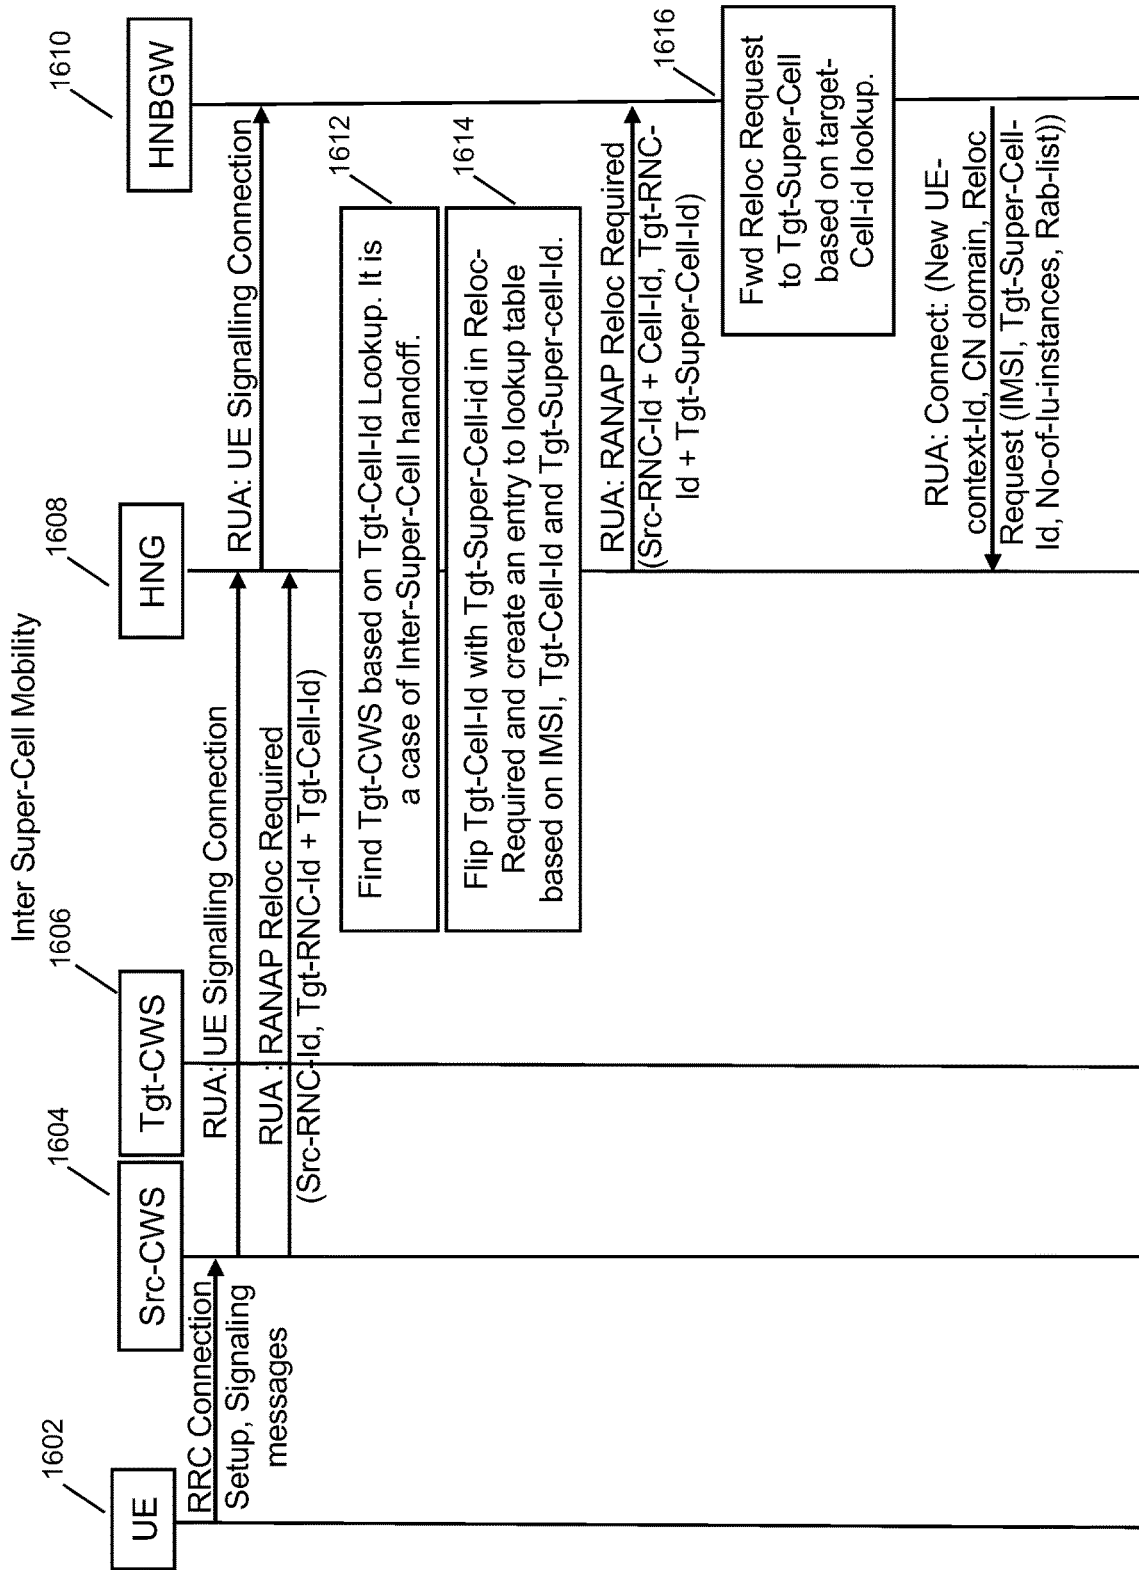 Inter Super-Cell Mobility
1602
1604
1606
1608
1610
UE
Src-CWS
Tgt-CWS
HNG
HNBGW
RRC Connection
Setup, Signaling
messages
RUA: UE Signalling Connection
RUA: UE Signalling Connection
RUA : RANAP Reloc Required
(Src-RNC-Id, Tgt-RNC-Id + Tgt-Cell-Id)
1612
Find Tgt-CWS based on Tgt-Cell-Id Lookup. It is
a case of Inter-Super-Cell handoff.
1614
Flip Tgt-Cell-Id with Tgt-Super-Cell-id in Reloc-
Required and create an entry to lookup table
based on IMSI, Tgt-Cell-Id and Tgt-Super-cell-Id.
RUA: RANAP Reloc Required
(Src-RNC-Id + Cell-Id, Tgt-RNC-
Id + Tgt-Super-Cell-Id)
1616
Fwd Reloc Request
to Tgt-Super-Cell
based on target-
Cell-id lookup.
RUA: Connect: (New UE-
context-Id, CN domain, Reloc
Request (IMSI, Tgt-Super-Cell-
Id, No-of-Iu-instances, Rab-list))